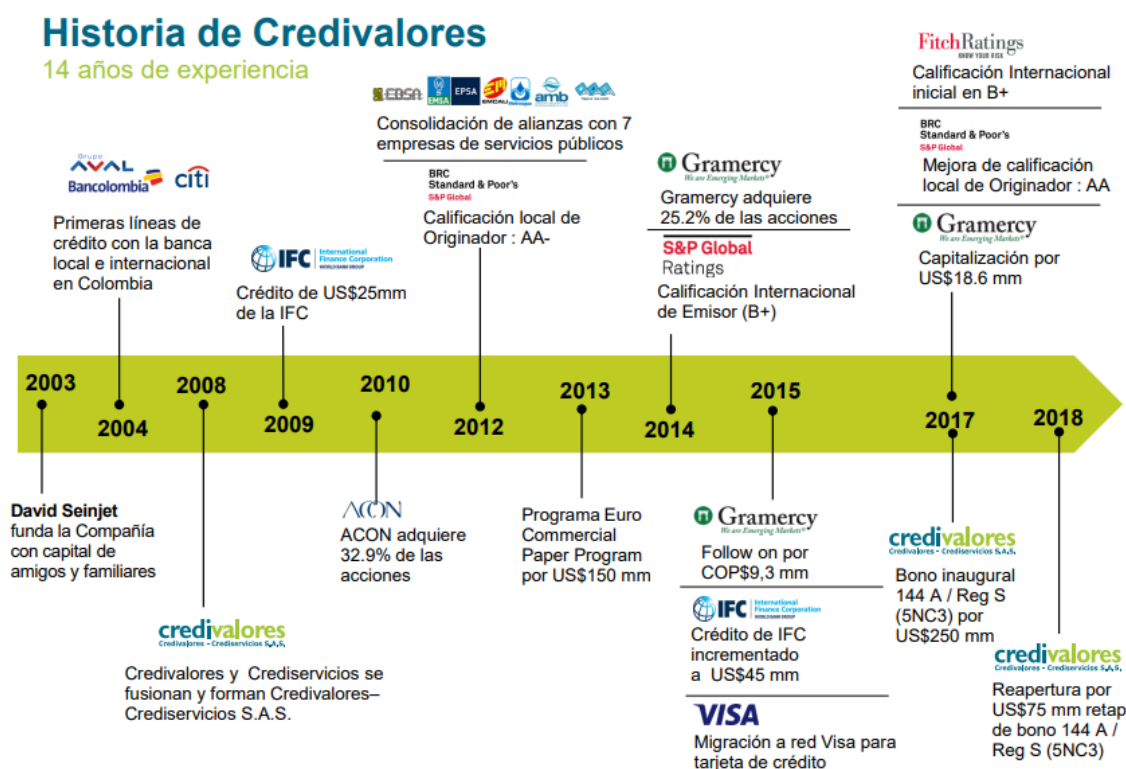 Historia de Credivalores
14 años de experiencia
Grupo
AVAL
Bancolombia
citi
Primeras líneas de
crédito con la banca
local e internacional
en Colombia
IFC
International
Finance Corporation
WORLD BANK GROUP
Crédito de US$25mm
de la IFC
EBSA
EMSA
EPSA
EMCALI
amb
Consolidación de alianzas con 7
empresas de servicios públicos
BRC
Standard & Poor's
S&P Global
Calificación local de
Originador : AA-
Gramercy
We are Emerging Markets®
Gramercy adquiere
25.2% de las acciones
S&P Global
Ratings
Calificación Internacional
de Emisor (B+)
FitchRatings
KNOW YOUR RISK
Calificación Internacional
inicial en B+
BRC
Standard & Poor's
S&P Global
Mejora de calificación
local de Originador : AA
Gramercy
We are Emerging Markets®
Capitalización por
US$18.6 mm
2003
2004
2008
2009
2010
2012
2013
2014
2015
2017
2018
David Seinjet
funda la Compañía
con capital de
amigos y familiares
credivalores
Credivalores - Crediservicios S.A.S.
Credivalores y Crediservicios se
fusionan y forman Credivalores–
Crediservicios S.A.S.
ACON
ACON adquiere
32.9% de las
acciones
Programa Euro
Commercial
Paper Program
por US$150 mm
Gramercy
We are Emerging Markets®
Follow on por
COP$9,3 mm
IFC
International
Finance Corporation
WORLD BANK GROUP
Crédito de IFC
incrementado
a US$45 mm
VISA
Migración a red Visa para
tarjeta de crédito
credivalores
Credivalores - Crediservicios S.A.S.
Bono inaugural
144 A / Reg S
(5NC3) por
US$250 mm
credivalores
Credivalores - Crediservicios S.A.S.
Reapertura por
US$75 mm retap
de bono 144 A /
Reg S (5NC3)